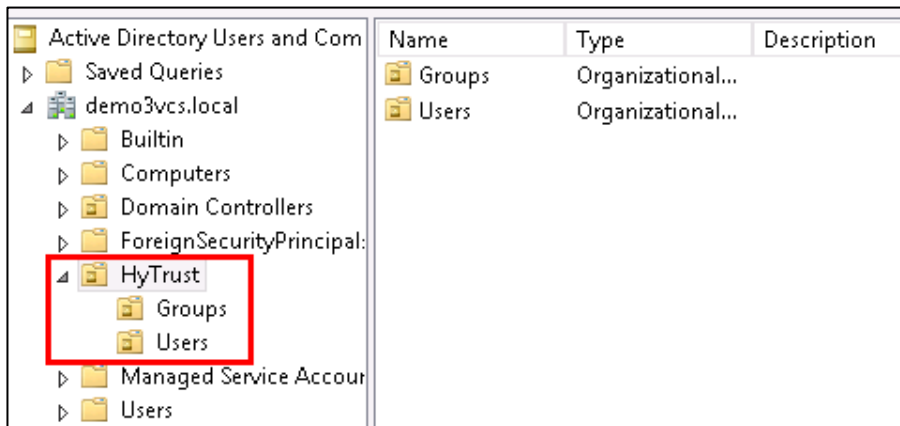 Active Directory Users and Com
Saved Queries
demo3vcs.local
Builtin
Computers
Domain Controllers
ForeignSecurityPrincipal:
HyTrust
Groups
Users
Managed Service Accour
Users
Name Type Description
Groups Organizational...
Users Organizational...